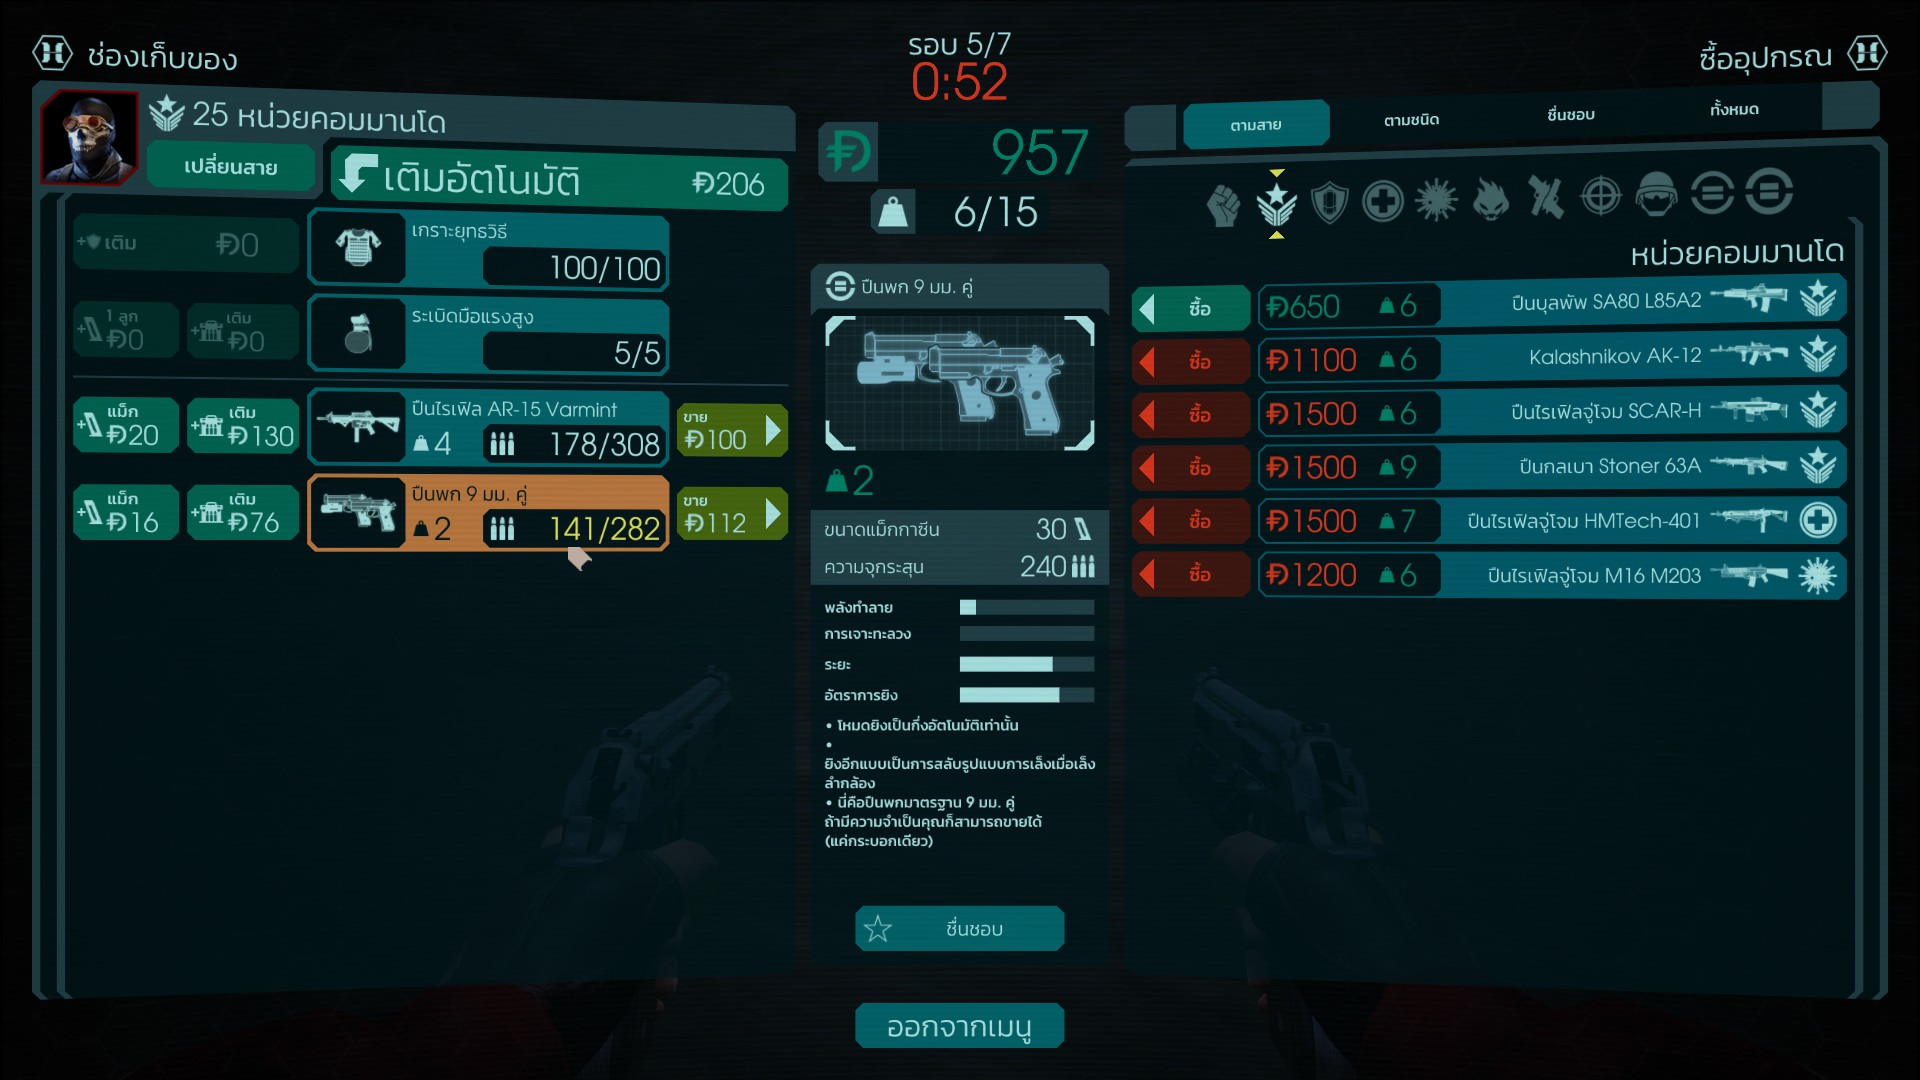 ช่องเก็บของ
25 หน่วยคอมมานโด
เปลี่ยนสาย
เติมอัตโนมัติ
Đ206
เติม
Đ0
เกราะยุทธวิธี
100/100
1 ลูก
Đ0
เติม
Đ0
ระเบิดมือแรงสูง
5/5
แม็ก
Đ20
เติม
Đ130
ปืนไรเฟิล AR-15 Varmint
4
178/308
ขาย
Đ100
แม็ก
Đ16
เติม
Đ76
ปืนพก 9 มม. คู่
2
141/282
ขาย
Đ112
รอบ 5/7
0:52
Đ 957
6/15
ปืนพก 9 มม. คู่
2
ขนาดแม็กกาซีน 30
ความจุกระสุน 240
พลังทำลาย
การเจาะทะลวง
ระยะ
อัตราการยิง
• โหมดยิงเป็นกึ่งอัตโนมัติเท่านั้น
•
ยิงอีกแบบเป็นการสลับรูปแบบการเล็งเมื่อเล็ง
ลำกล้อง
• นี่คือปืนพกมาตรฐาน 9 มม. คู่
ถ้ามีความจำเป็นคุณก็สามารถขายได้
(แค่กระบอกเดียว)
ชื่นชอบ
ออกจากเมนู
ซื้ออุปกรณ์
ตามสาย
ตามชนิด
ชื่นชอบ
ทั้งหมด
หน่วยคอมมานโด
ซื้อ Đ650 6 ปืนบุลพัพ SA80 L85A2
ซื้อ Đ1100 6 Kalashnikov AK-12
ซื้อ Đ1500 6 ปืนไรเฟิลจู่โจม SCAR-H
ซื้อ Đ1500 9 ปืนกลเบา Stoner 63A
ซื้อ Đ1500 7 ปืนไรเฟิลจู่โจม HMTech-401
ซื้อ Đ1200 6 ปืนไรเฟิลจู่โจม M16 M203